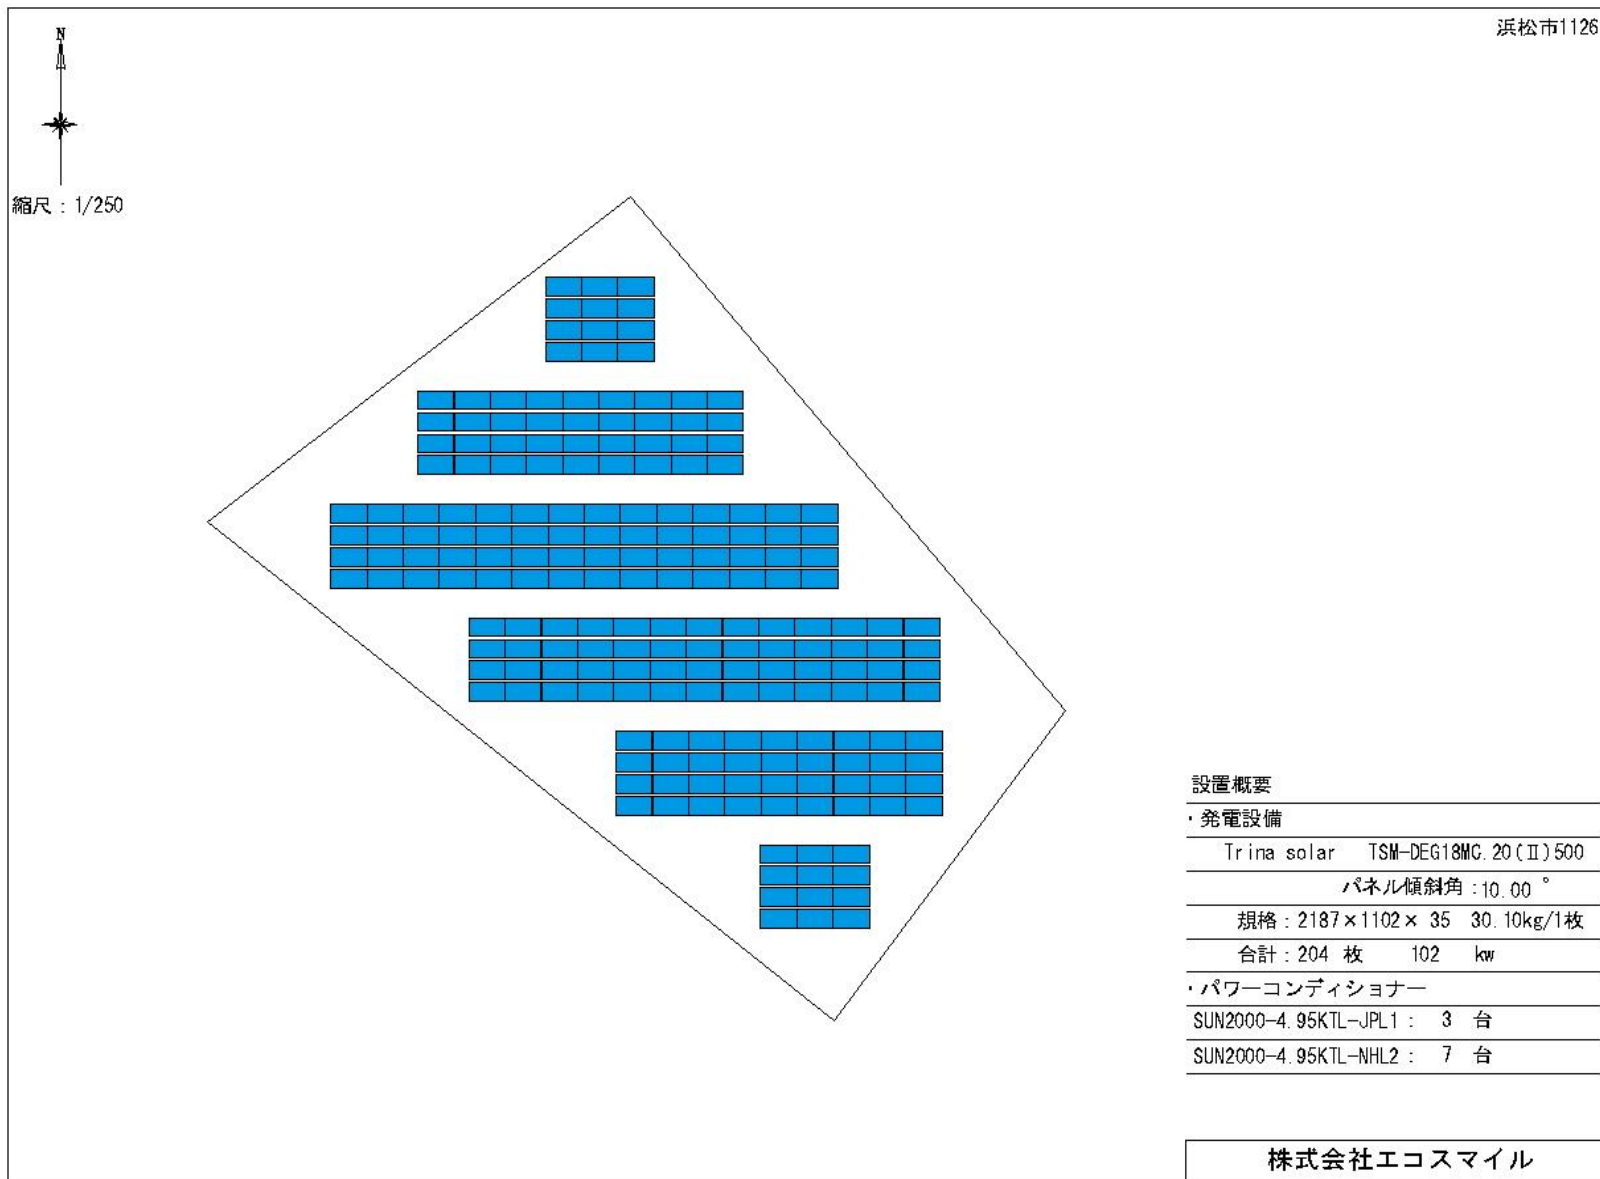 浜松市1126
N
縮尺：1/250
設置概要
・発電設備
Trina solar TSM-DEG18MC.20(Ⅱ)500
パネル傾斜角：10.00 °
規格：2187×1102× 35 30.10kg/1枚
合計：204 枚 102 kw
・パワーコンディショナー
SUN2000-4.95KTL-JPL1： 3 台
SUN2000-4.95KTL-NHL2： 7 台
株式会社エコスマイル